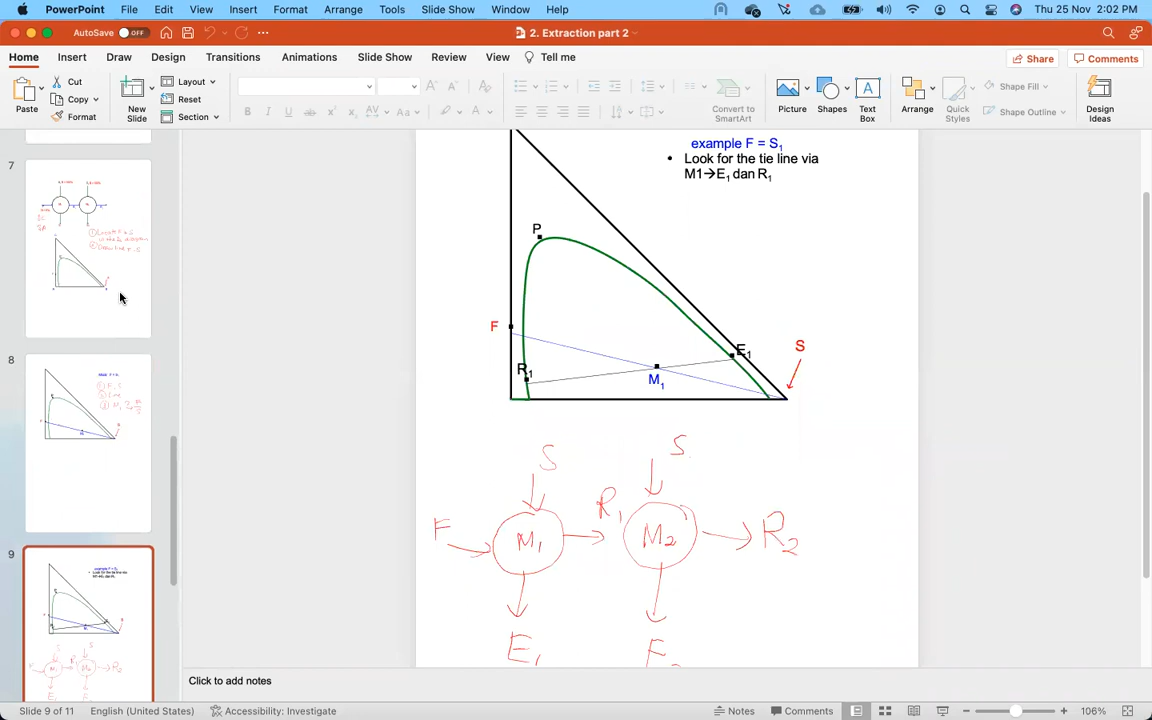 PowerPoint File Edit View Insert Format Arrange Tools Slide Show Window Help Thu 25 Nov 2:02 PM
AutoSave OFF 2. Extraction part 2
Home Insert Draw Design Transitions Animations Slide Show Review View Tell me Share Comments
Paste Cut Copy Format New Slide Layout Reset Section Convert to SmartArt Picture Shapes Text Box Arrange Quick Styles Shape Fill Shape Outline Design Ideas
7
8
9
example F = S1
• Look for the tie line via
M1→E1 dan R1
P
F
E1
S
R1
M1
S
S
F
M1
R1
M2
R2
E1
Click to add notes
Slide 9 of 11 English (United States) Accessibility: Investigate Notes Comments 106%